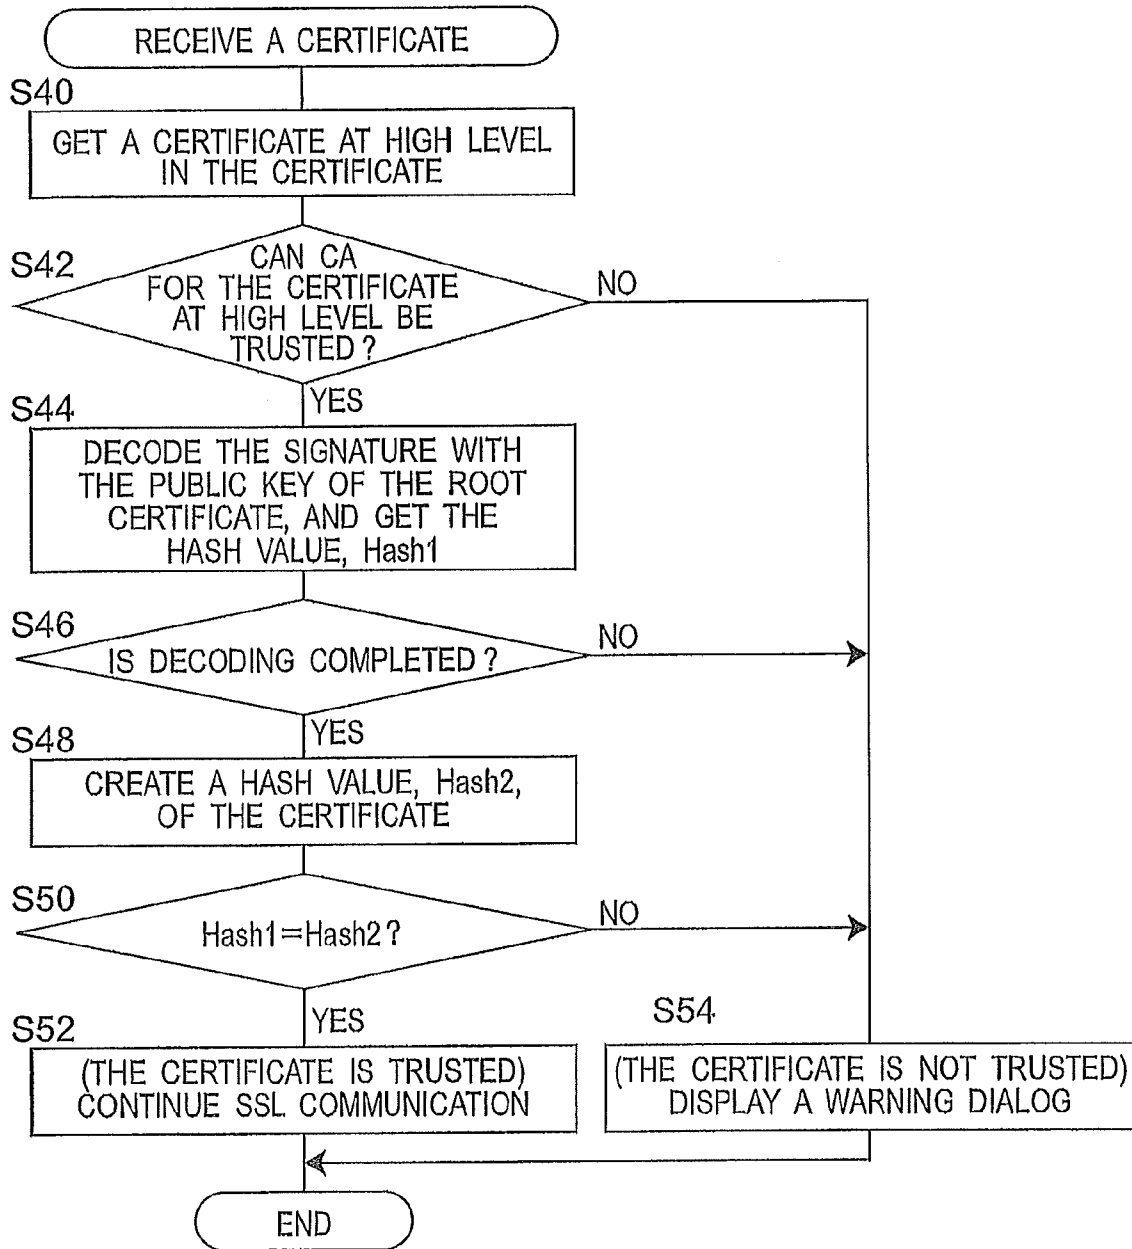 RECEIVE A CERTIFICATE
S40
GET A CERTIFICATE AT HIGH LEVEL
IN THE CERTIFICATE
S42
CAN CA
FOR THE CERTIFICATE
AT HIGH LEVEL BE
TRUSTED?
NO
YES
S44
DECODE THE SIGNATURE WITH
THE PUBLIC KEY OF THE ROOT
CERTIFICATE, AND GET THE
HASH VALUE, Hash1
S46
IS DECODING COMPLETED?
NO
YES
S48
CREATE A HASH VALUE, Hash2,
OF THE CERTIFICATE
S50
Hash1=Hash2?
NO
YES
S52
(THE CERTIFICATE IS TRUSTED)
CONTINUE SSL COMMUNICATION
S54
(THE CERTIFICATE IS NOT TRUSTED)
DISPLAY A WARNING DIALOG
END